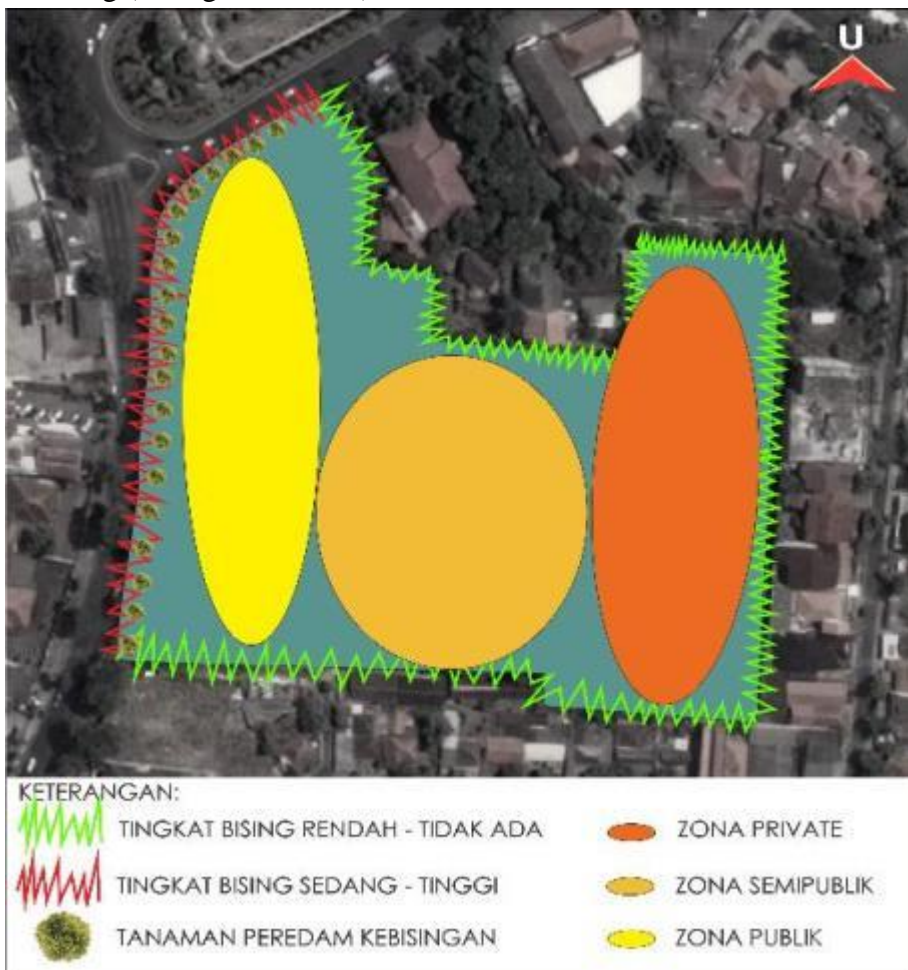 U
KETERANGAN:
TINGKAT BISING RENDAH - TIDAK ADA
TINGKAT BISING SEDANG - TINGGI
TANAMAN PEREDAM KEBISINGAN
ZONA PRIVATE
ZONA SEMIPUBLIK
ZONA PUBLIK